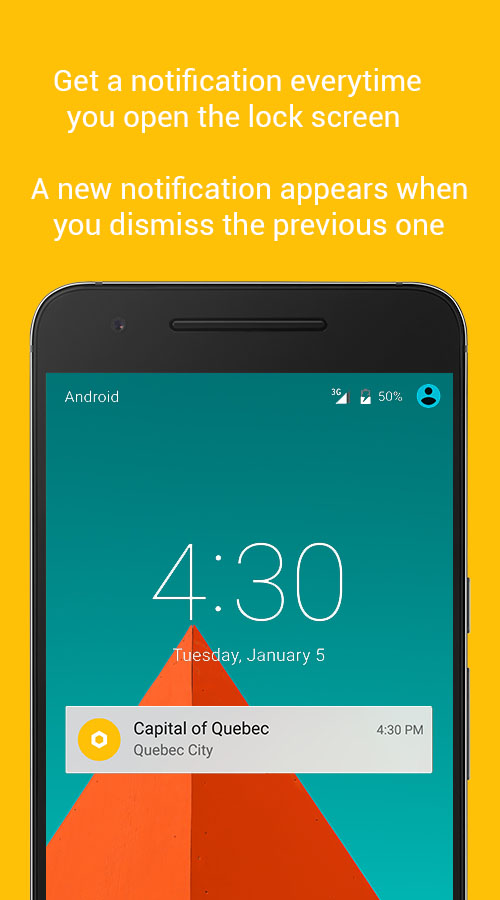 Get a notification everytime
you open the lock screen
A new notification appears when
you dismiss the previous one
Android
3G
50%
4:30
Tuesday, January 5
Capital of Quebec
4:30 PM
Quebec City